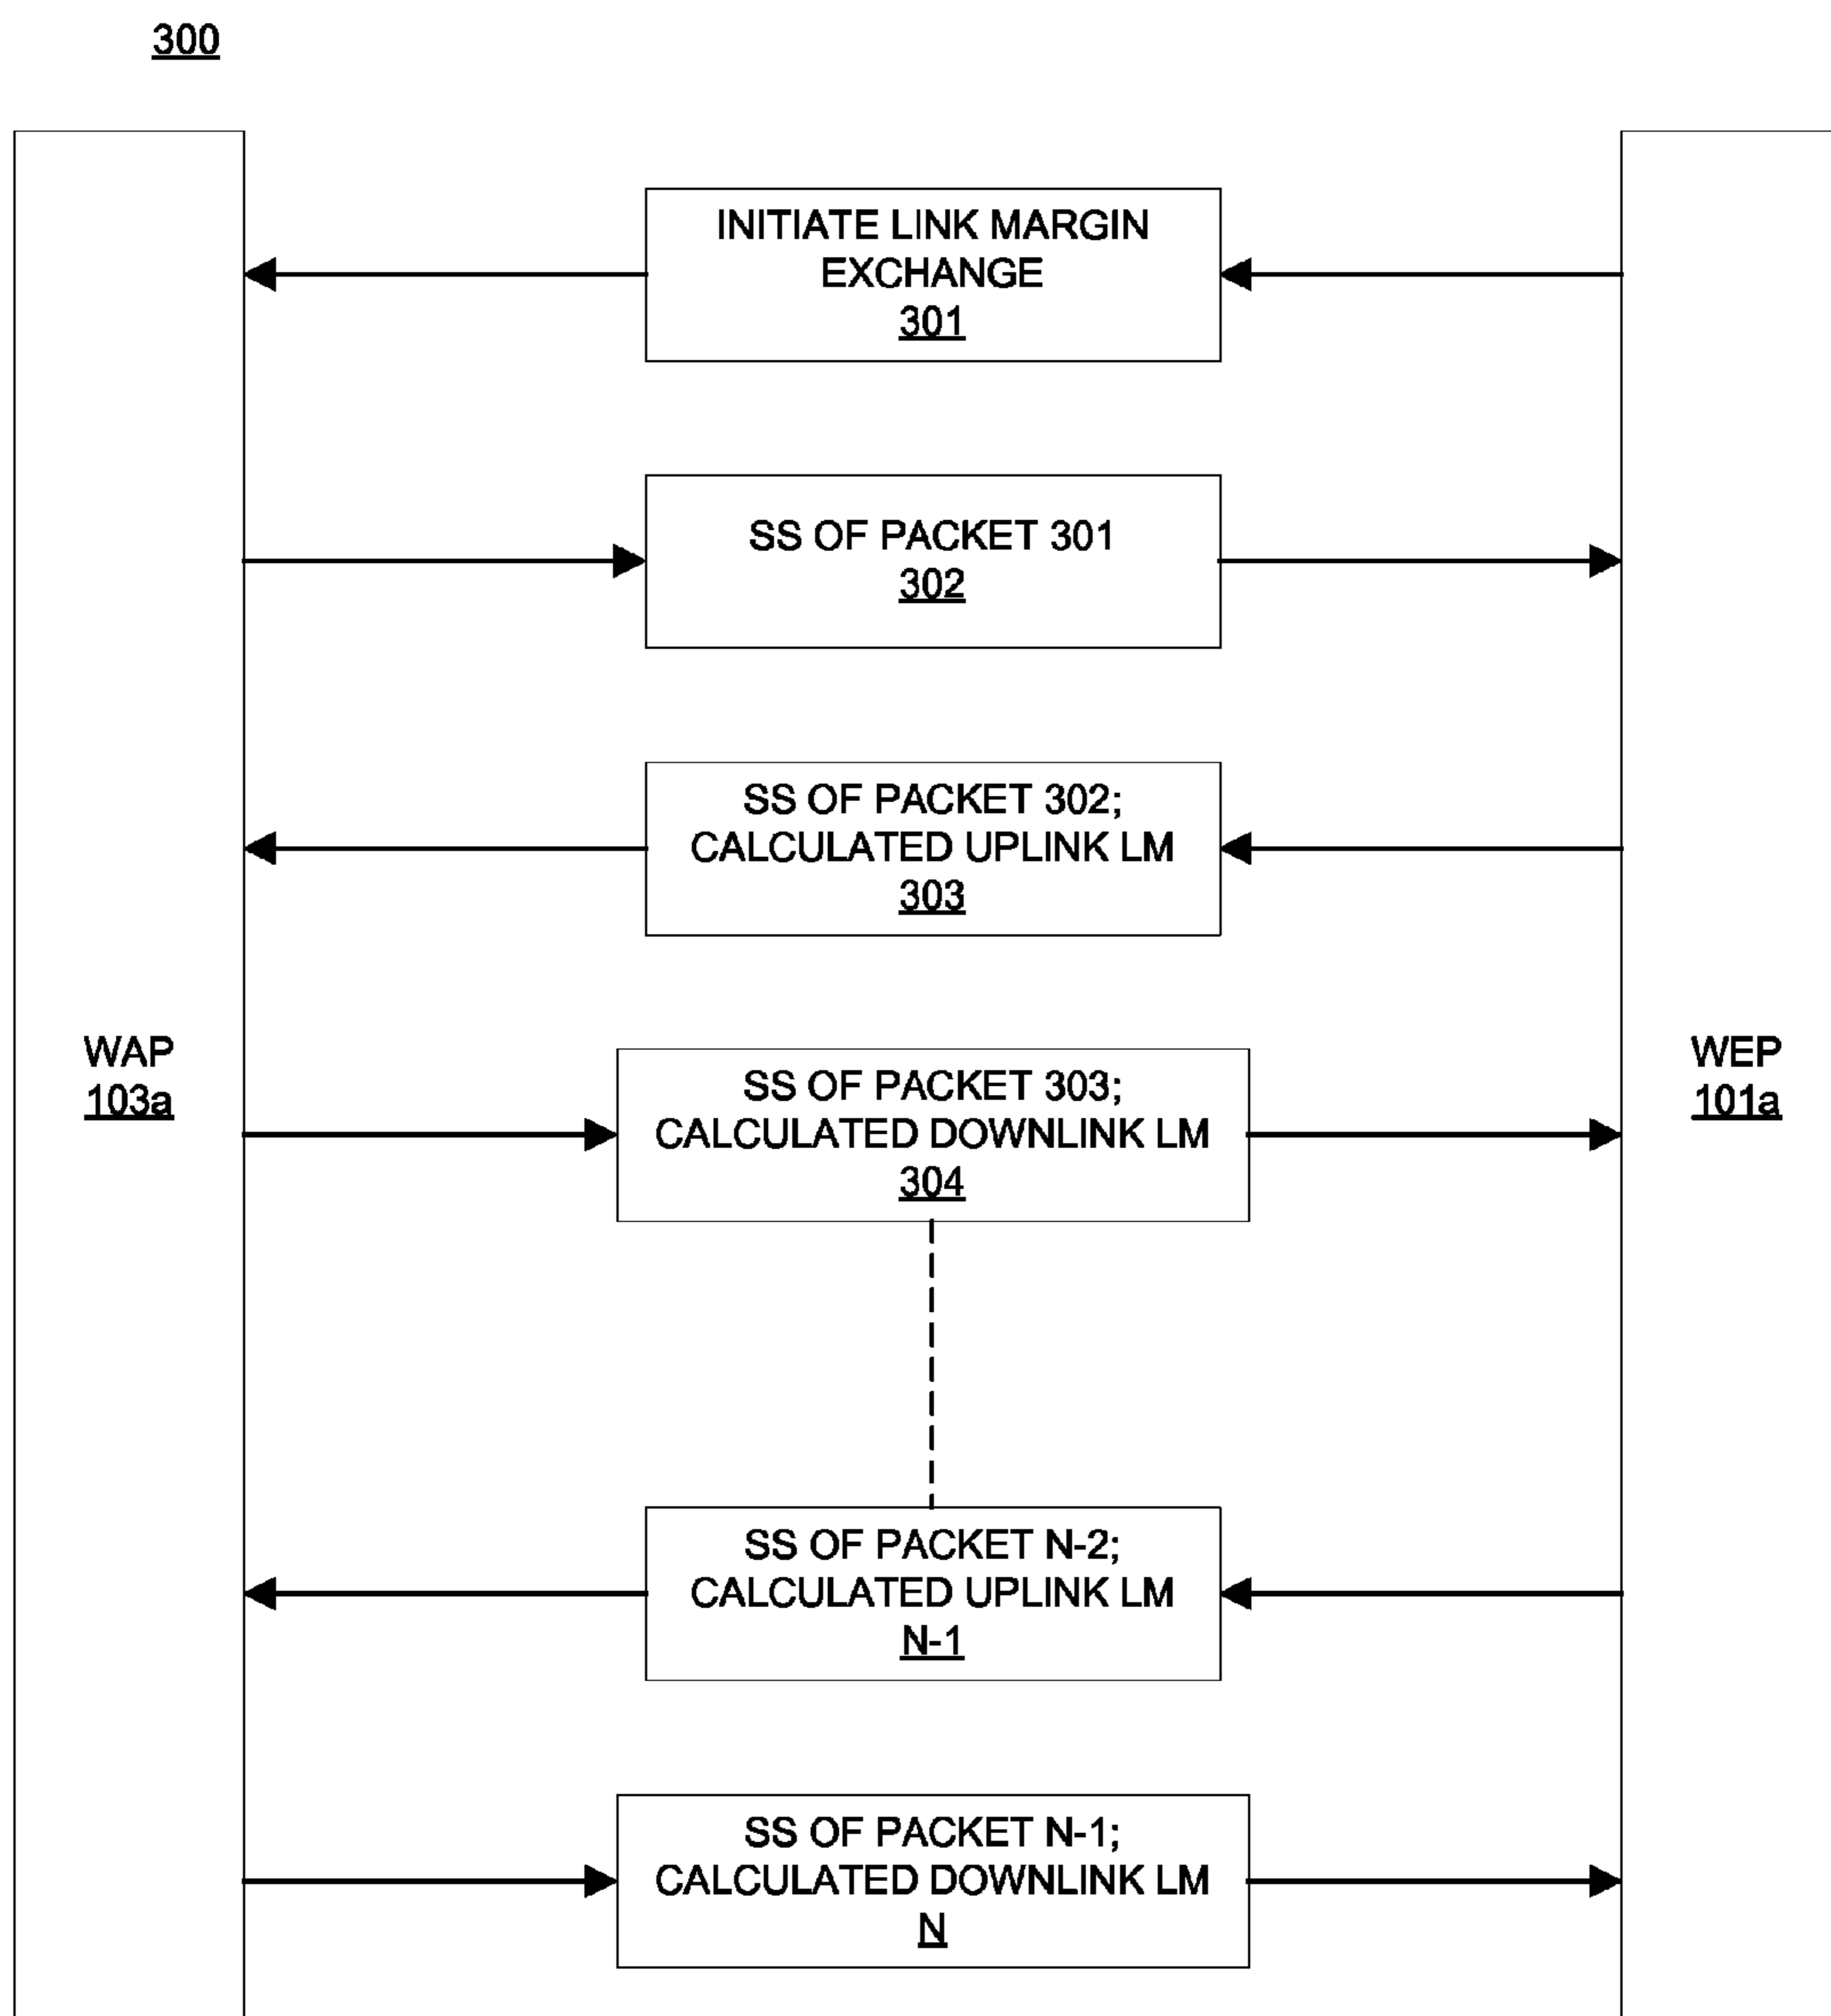 300
INITIATE LINK MARGIN
EXCHANGE
301
SS OF PACKET 301
302
SS OF PACKET 302;
CALCULATED UPLINK LM
303
WAP
103a
SS OF PACKET 303;
CALCULATED DOWNLINK LM
304
WEP
101a
SS OF PACKET N-2;
CALCULATED UPLINK LM
N-1
SS OF PACKET N-1;
CALCULATED DOWNLINK LM
N